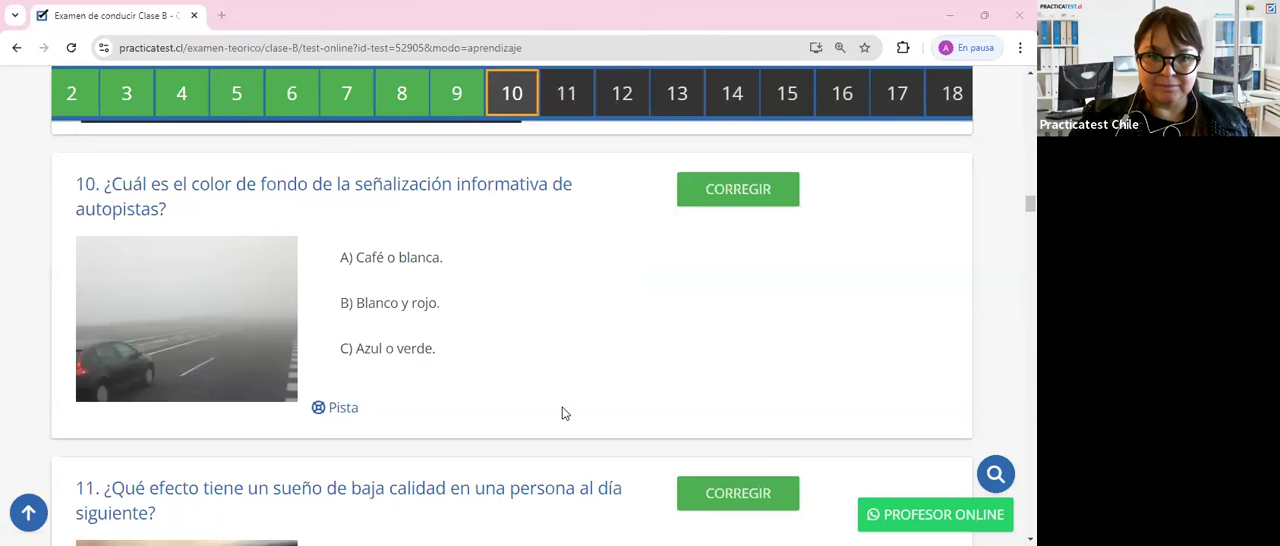 Examen de conducir Clase B - C
practicatest.cl/examen-teorico/clase-B/test-online?id-test=52905&modo=aprendizaje
A
En pausa
2 3 4 5 6 7 8 9 10 11 12 13 14 15 16 17 18
10. ¿Cuál es el color de fondo de la señalización informativa de
autopistas?
CORREGIR
A) Café o blanca.
B) Blanco y rojo.
C) Azul o verde.
Pista
11. ¿Qué efecto tiene un sueño de baja calidad en una persona al día
siguiente?
CORREGIR
PROFESOR ONLINE
PRACTICATEST.cl
Practicatest Chile